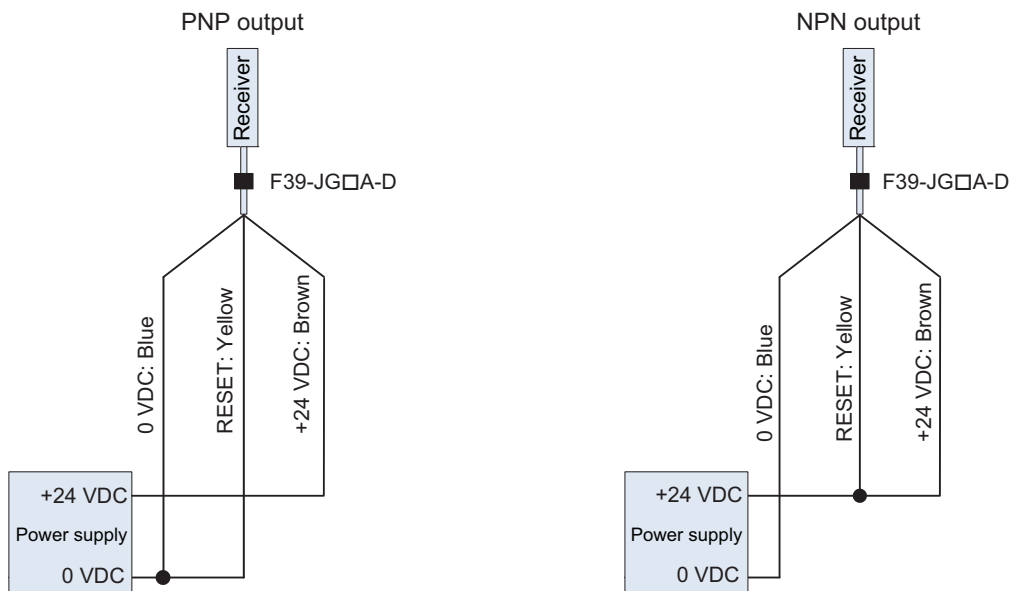 PNP output
Receiver
F39-JG□A-D
0 VDC: Blue
RESET: Yellow
+24 VDC: Brown
+24 VDC
Power supply
0 VDC
NPN output
Receiver
F39-JG□A-D
0 VDC: Blue
RESET: Yellow
+24 VDC: Brown
+24 VDC
Power supply
0 VDC